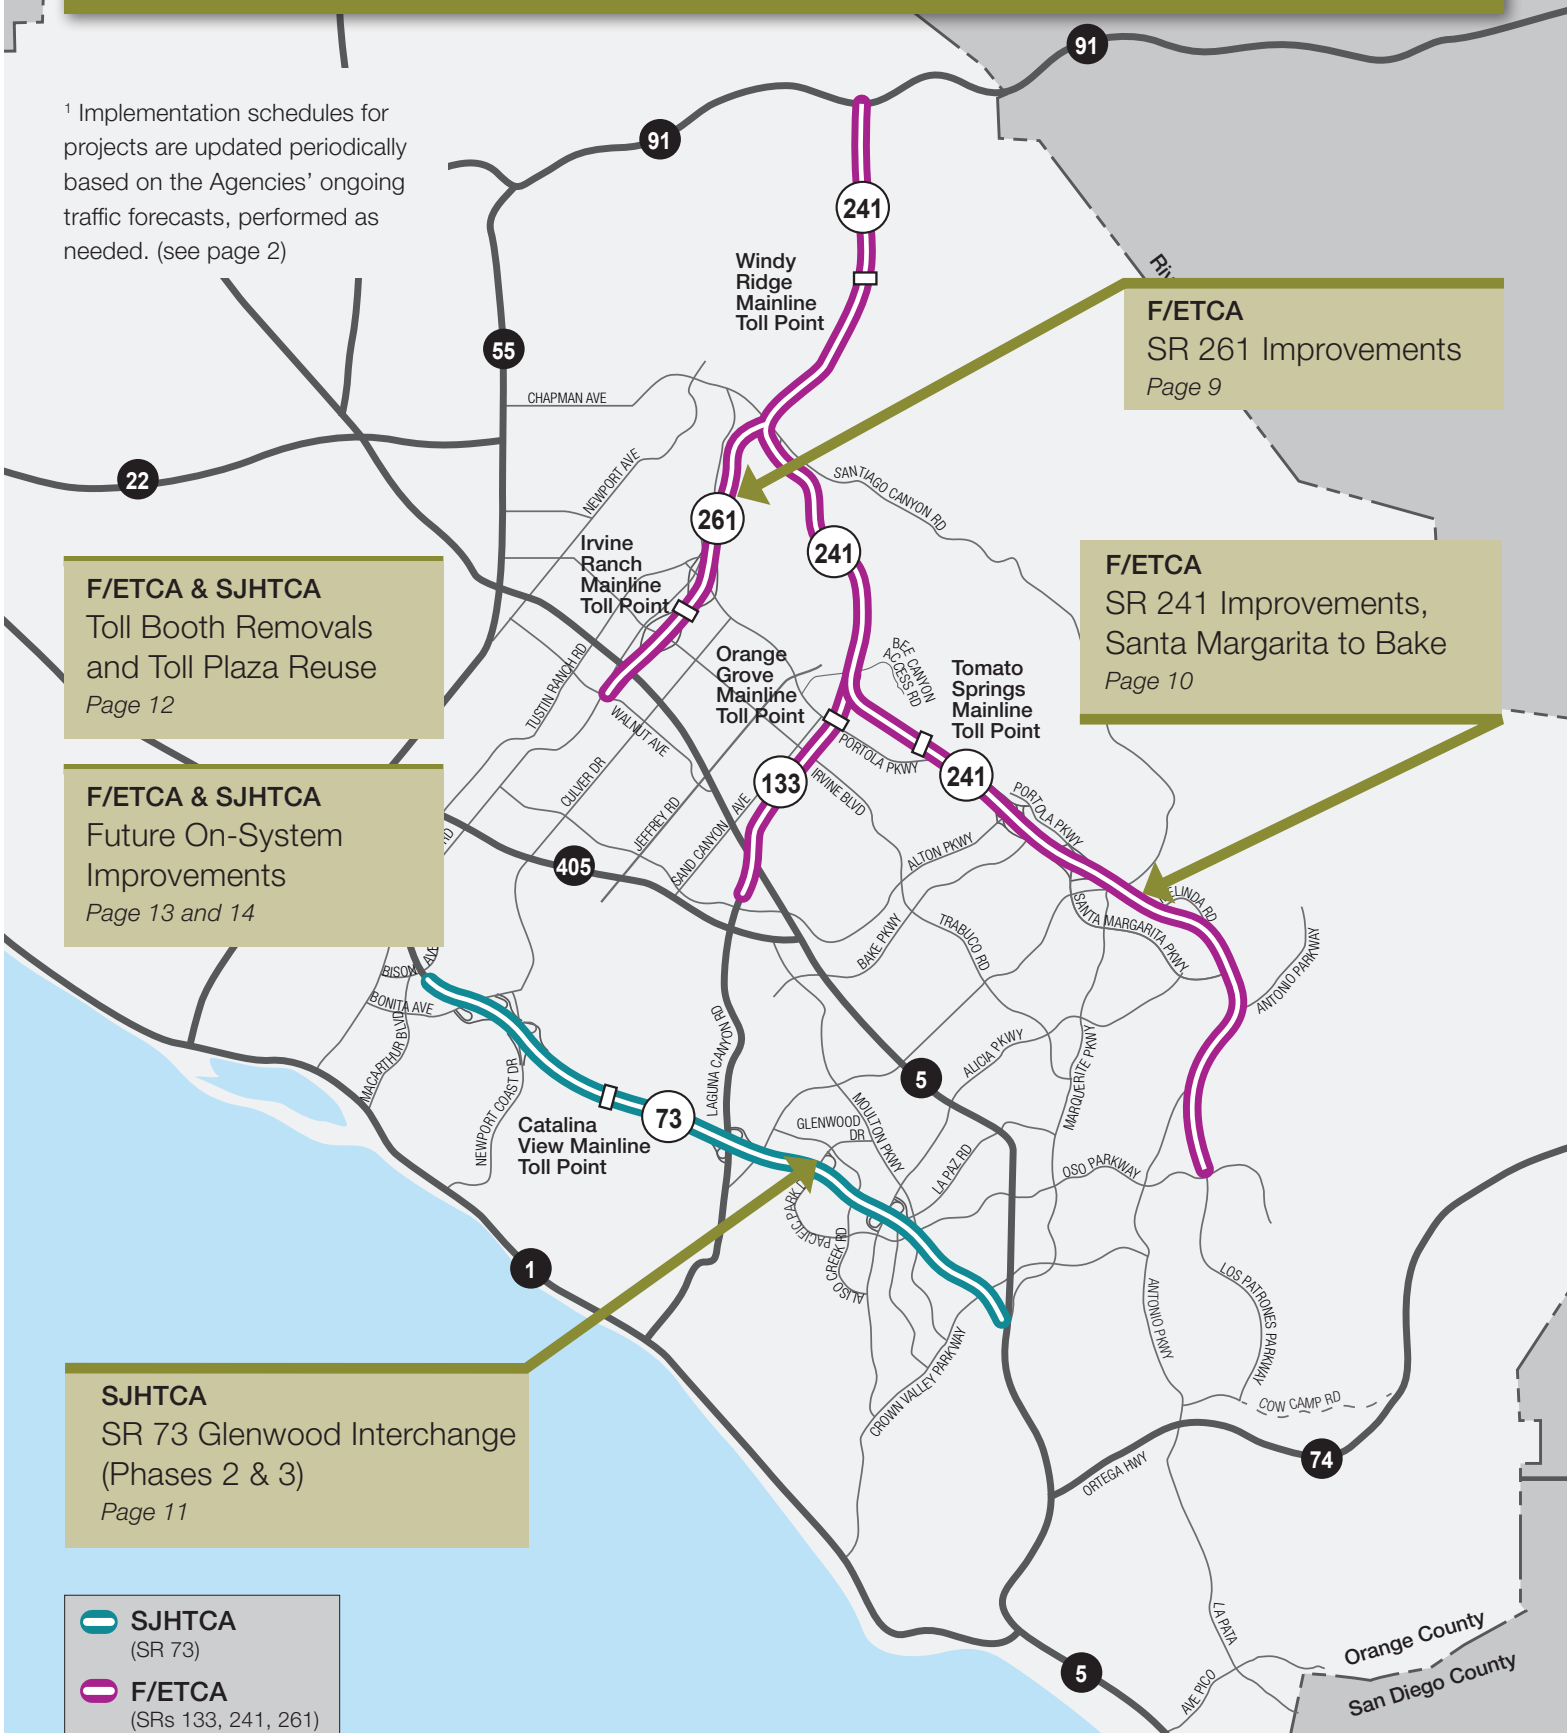 91
¹ Implementation schedules for
projects are updated periodically
based on the Agencies’ ongoing
traffic forecasts, performed as
needed. (see page 2)
91
241
Windy
Ridge
Mainline
Toll Point
F/ETCA
SR 261 Improvements
Page 9
55
CHAPMAN AVE
22
NEWPORT AVE
SANTIAGO CANYON RD
261
241
Irvine
Ranch
Mainline
Toll Point
F/ETCA
SR 241 Improvements,
Santa Margarita to Bake
Page 10
F/ETCA & SJHTCA
Toll Booth Removals
and Toll Plaza Reuse
Page 12
TUSTIN RANCH RD
WALNUT AVE
Orange
Grove
Mainline
Toll Point
BEE CANYON
ACCESS RD
Tomato
Springs
Mainline
Toll Point
PORTOLA PKWY
F/ETCA & SJHTCA
Future On-System
Improvements
Page 13 and 14
CULVER DR
133
IRVINE BLVD
241
PORTOLA PKWY
RD
405
JEFFREY RD
SAND CANYON AVE
ALTON PKWY
SANTA MARGARITA PKWY
ELINDA RD
BAKE PKWY
TRABUCO RD
ANTONIO PARKWAY
BISON AVE
BONITA AVE
MACARTHUR BLVD
NEWPORT COAST DR
LAGUNA CANYON RD
5
ALICIA PKWY
MARQUERITE PKWY
Catalina
View Mainline
Toll Point
73
GLENWOOD
DR
MOULTON PKWY
LA PAZ RD
OSO PARKWAY
PACIFIC PARK
ALISO CREEK RD
1
ANTONIO PKWY
LOS PATRONES PARKWAY
CROWN VALLEY PARKWAY
COW CAMP RD
SJHTCA
SR 73 Glenwood Interchange
(Phases 2 & 3)
Page 11
ORTEGA HWY
74
SJHTCA
(SR 73)
F/ETCA
(SRs 133, 241, 261)
LA PATA
5
AVE PICO
Orange County
San Diego County